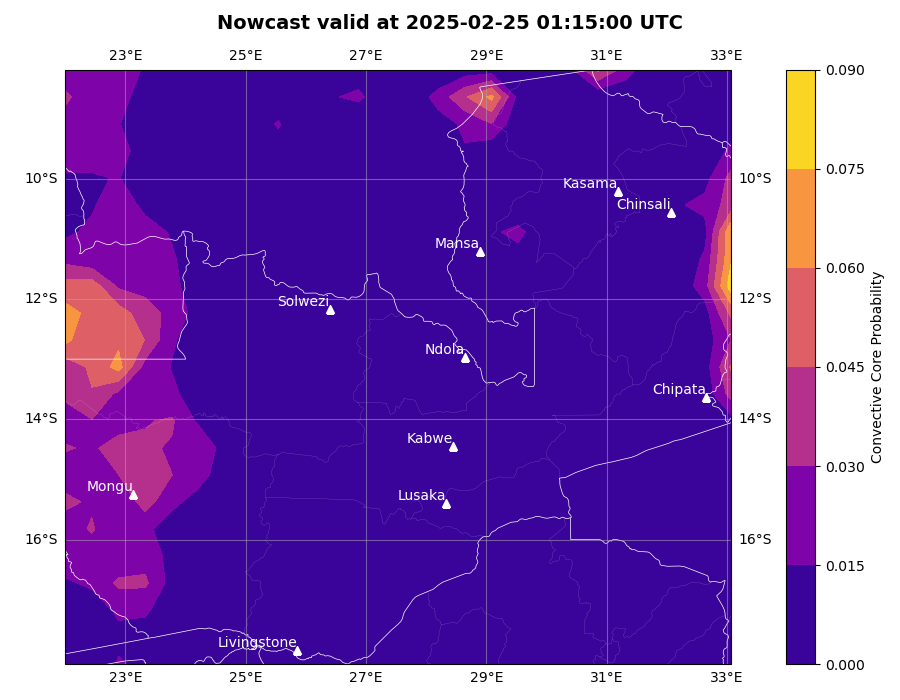 Nowcast valid at 2025-02-25 01:15:00 UTC
23°E 25°E 27°E 29°E 31°E 33°E
0.090
0.075
10°S 10°S
Kasama
Chinsali
Mansa
0.060
12°S 12°S
Solwezi
Ndola
0.045
Chipata
14°S 14°S
Kabwe
0.030
Mongu
Lusaka
16°S 16°S
0.015
Livingstone
0.000
23°E 25°E 27°E 29°E 31°E 33°E
Convective Core Probability